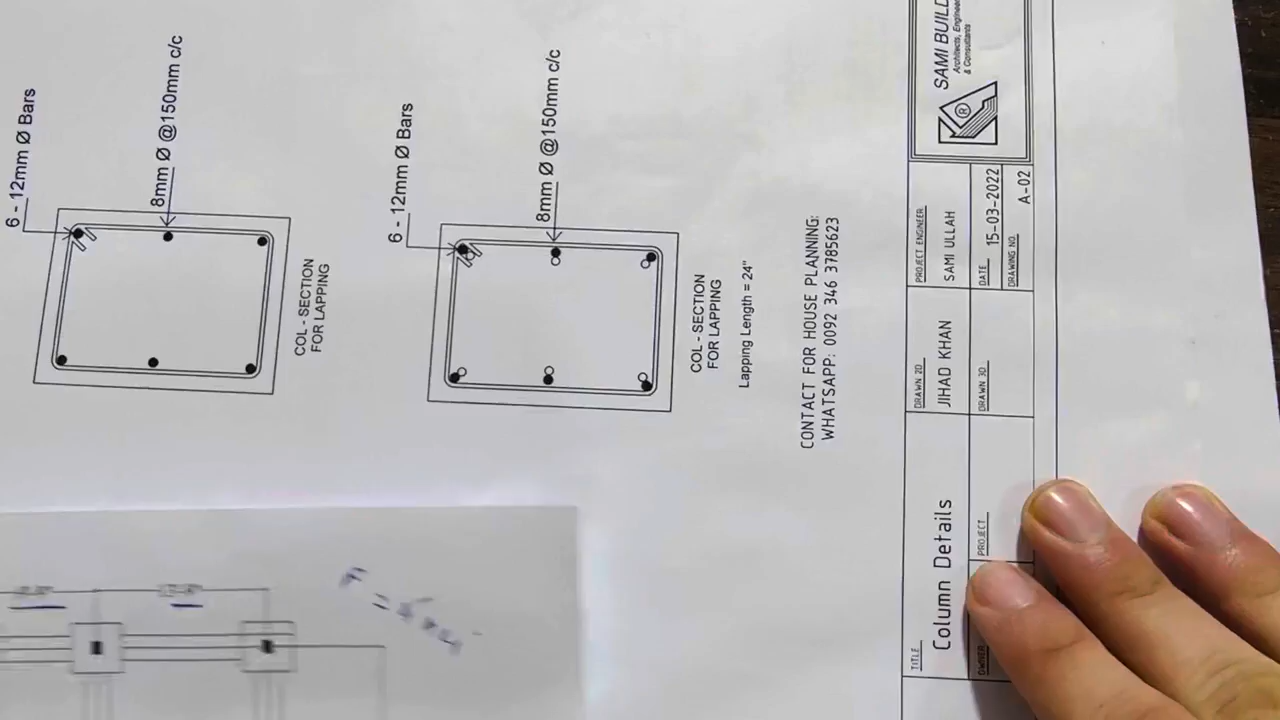 6 - 12mm Ø Bars
8mm Ø @150mm c/c
COL - SECTION
FOR LAPPING
6 - 12mm Ø Bars
8mm Ø @150mm c/c
COL - SECTION
FOR LAPPING
Lapping Length = 24"
CONTACT FOR HOUSE PLANNING:
WHATSAPP: 0092 346 3785623
TITLE
Column Details
DRAWN 2D
JIHAD KHAN
PROJECT ENGINEER:
SAMI ULLAH
OWNER
PROJECT
DRAWN 3D
DATE
15-03-2022
DRAWING NO.
A-02
®
SAMI BUILD
Architects, Enginee
& Consultants